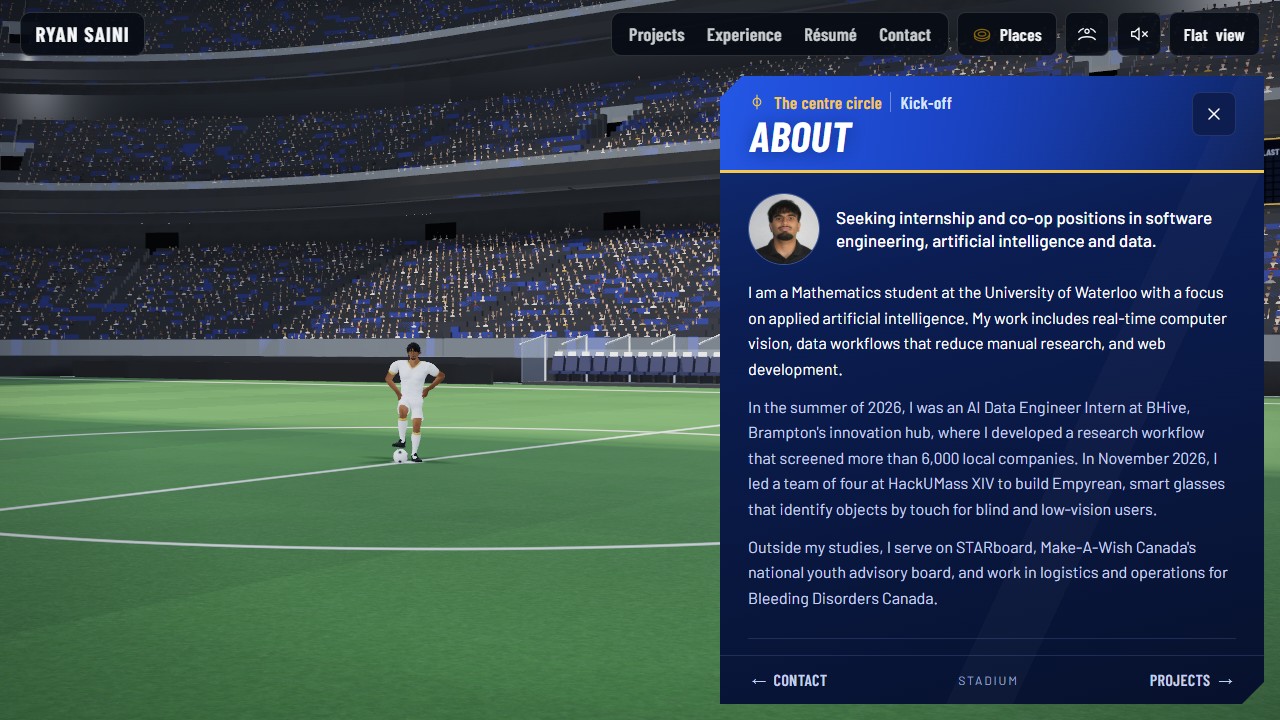 RYAN SAINI
Projects Experience Résumé Contact Places Flat view
The centre circle Kick-off
ABOUT
Seeking internship and co-op positions in software
engineering, artificial intelligence and data.
I am a Mathematics student at the University of Waterloo with a focus
on applied artificial intelligence. My work includes real-time computer
vision, data workflows that reduce manual research, and web
development.
In the summer of 2026, I was an AI Data Engineer Intern at BHive,
Brampton's innovation hub, where I developed a research workflow
that screened more than 6,000 local companies. In November 2026, I
led a team of four at HackUMass XIV to build Empyrean, smart glasses
that identify objects by touch for blind and low-vision users.
Outside my studies, I serve on STARboard, Make-A-Wish Canada's
national youth advisory board, and work in logistics and operations for
Bleeding Disorders Canada.
← CONTACT STADIUM PROJECTS →